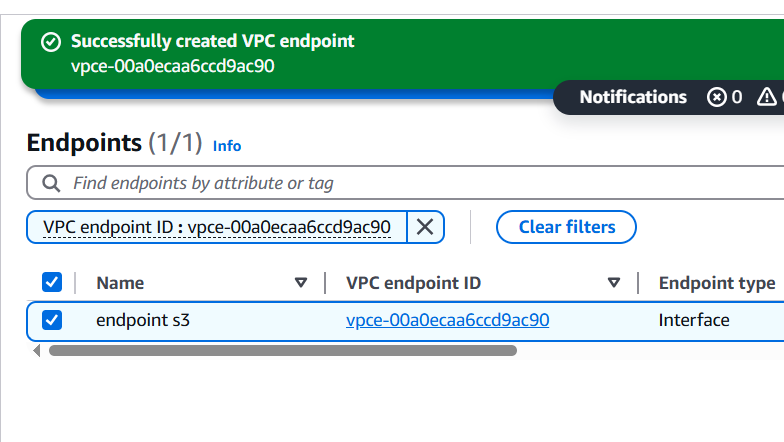 Successfully created VPC endpoint
vpce-00a0ecaa6ccd9ac90
Notifications 0
Endpoints (1/1) Info
Find endpoints by attribute or tag
VPC endpoint ID : vpce-00a0ecaa6ccd9ac90
Clear filters
Name VPC endpoint ID Endpoint type
endpoint s3 vpce-00a0ecaa6ccd9ac90 Interface